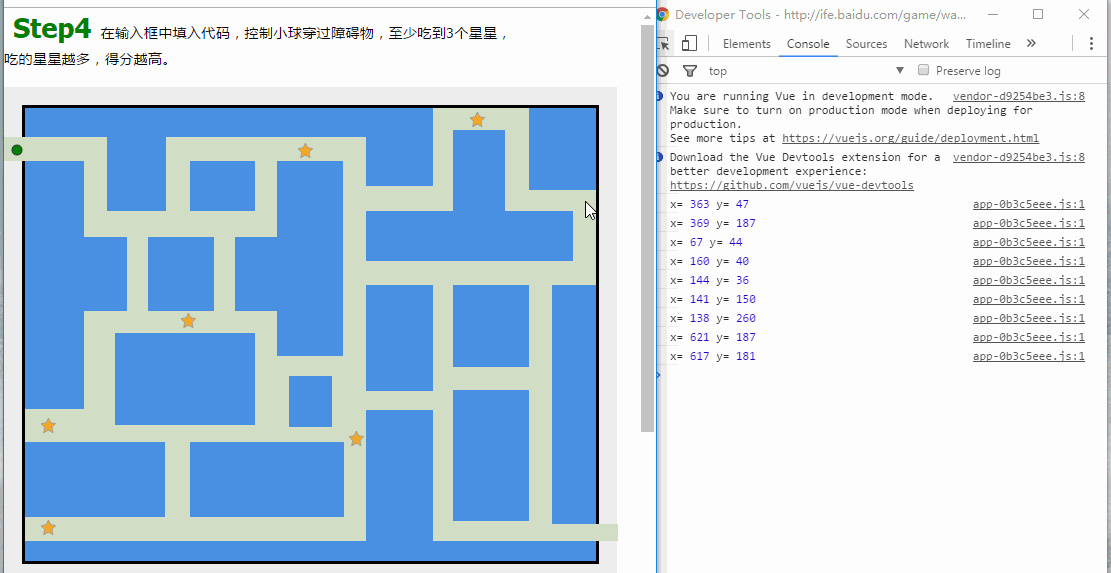 Step4 在输入框中填入代码，控制小球穿过障碍物，至少吃到3个星星，
吃的星星越多，得分越高。
Developer Tools - http://ife.baidu.com/game/wa...
Elements Console Sources Network Timeline
top Preserve log
You are running Vue in development mode. vendor-d9254be3.js:8
Make sure to turn on production mode when deploying for
production.
See more tips at https://vuejs.org/guide/deployment.html
Download the Vue Devtools extension for a vendor-d9254be3.js:8
better development experience:
https://github.com/vuejs/vue-devtools
x= 363 y= 47 app-0b3c5eee.js:1
x= 369 y= 187 app-0b3c5eee.js:1
x= 67 y= 44 app-0b3c5eee.js:1
x= 160 y= 40 app-0b3c5eee.js:1
x= 144 y= 36 app-0b3c5eee.js:1
x= 141 y= 150 app-0b3c5eee.js:1
x= 138 y= 260 app-0b3c5eee.js:1
x= 621 y= 187 app-0b3c5eee.js:1
x= 617 y= 181 app-0b3c5eee.js:1